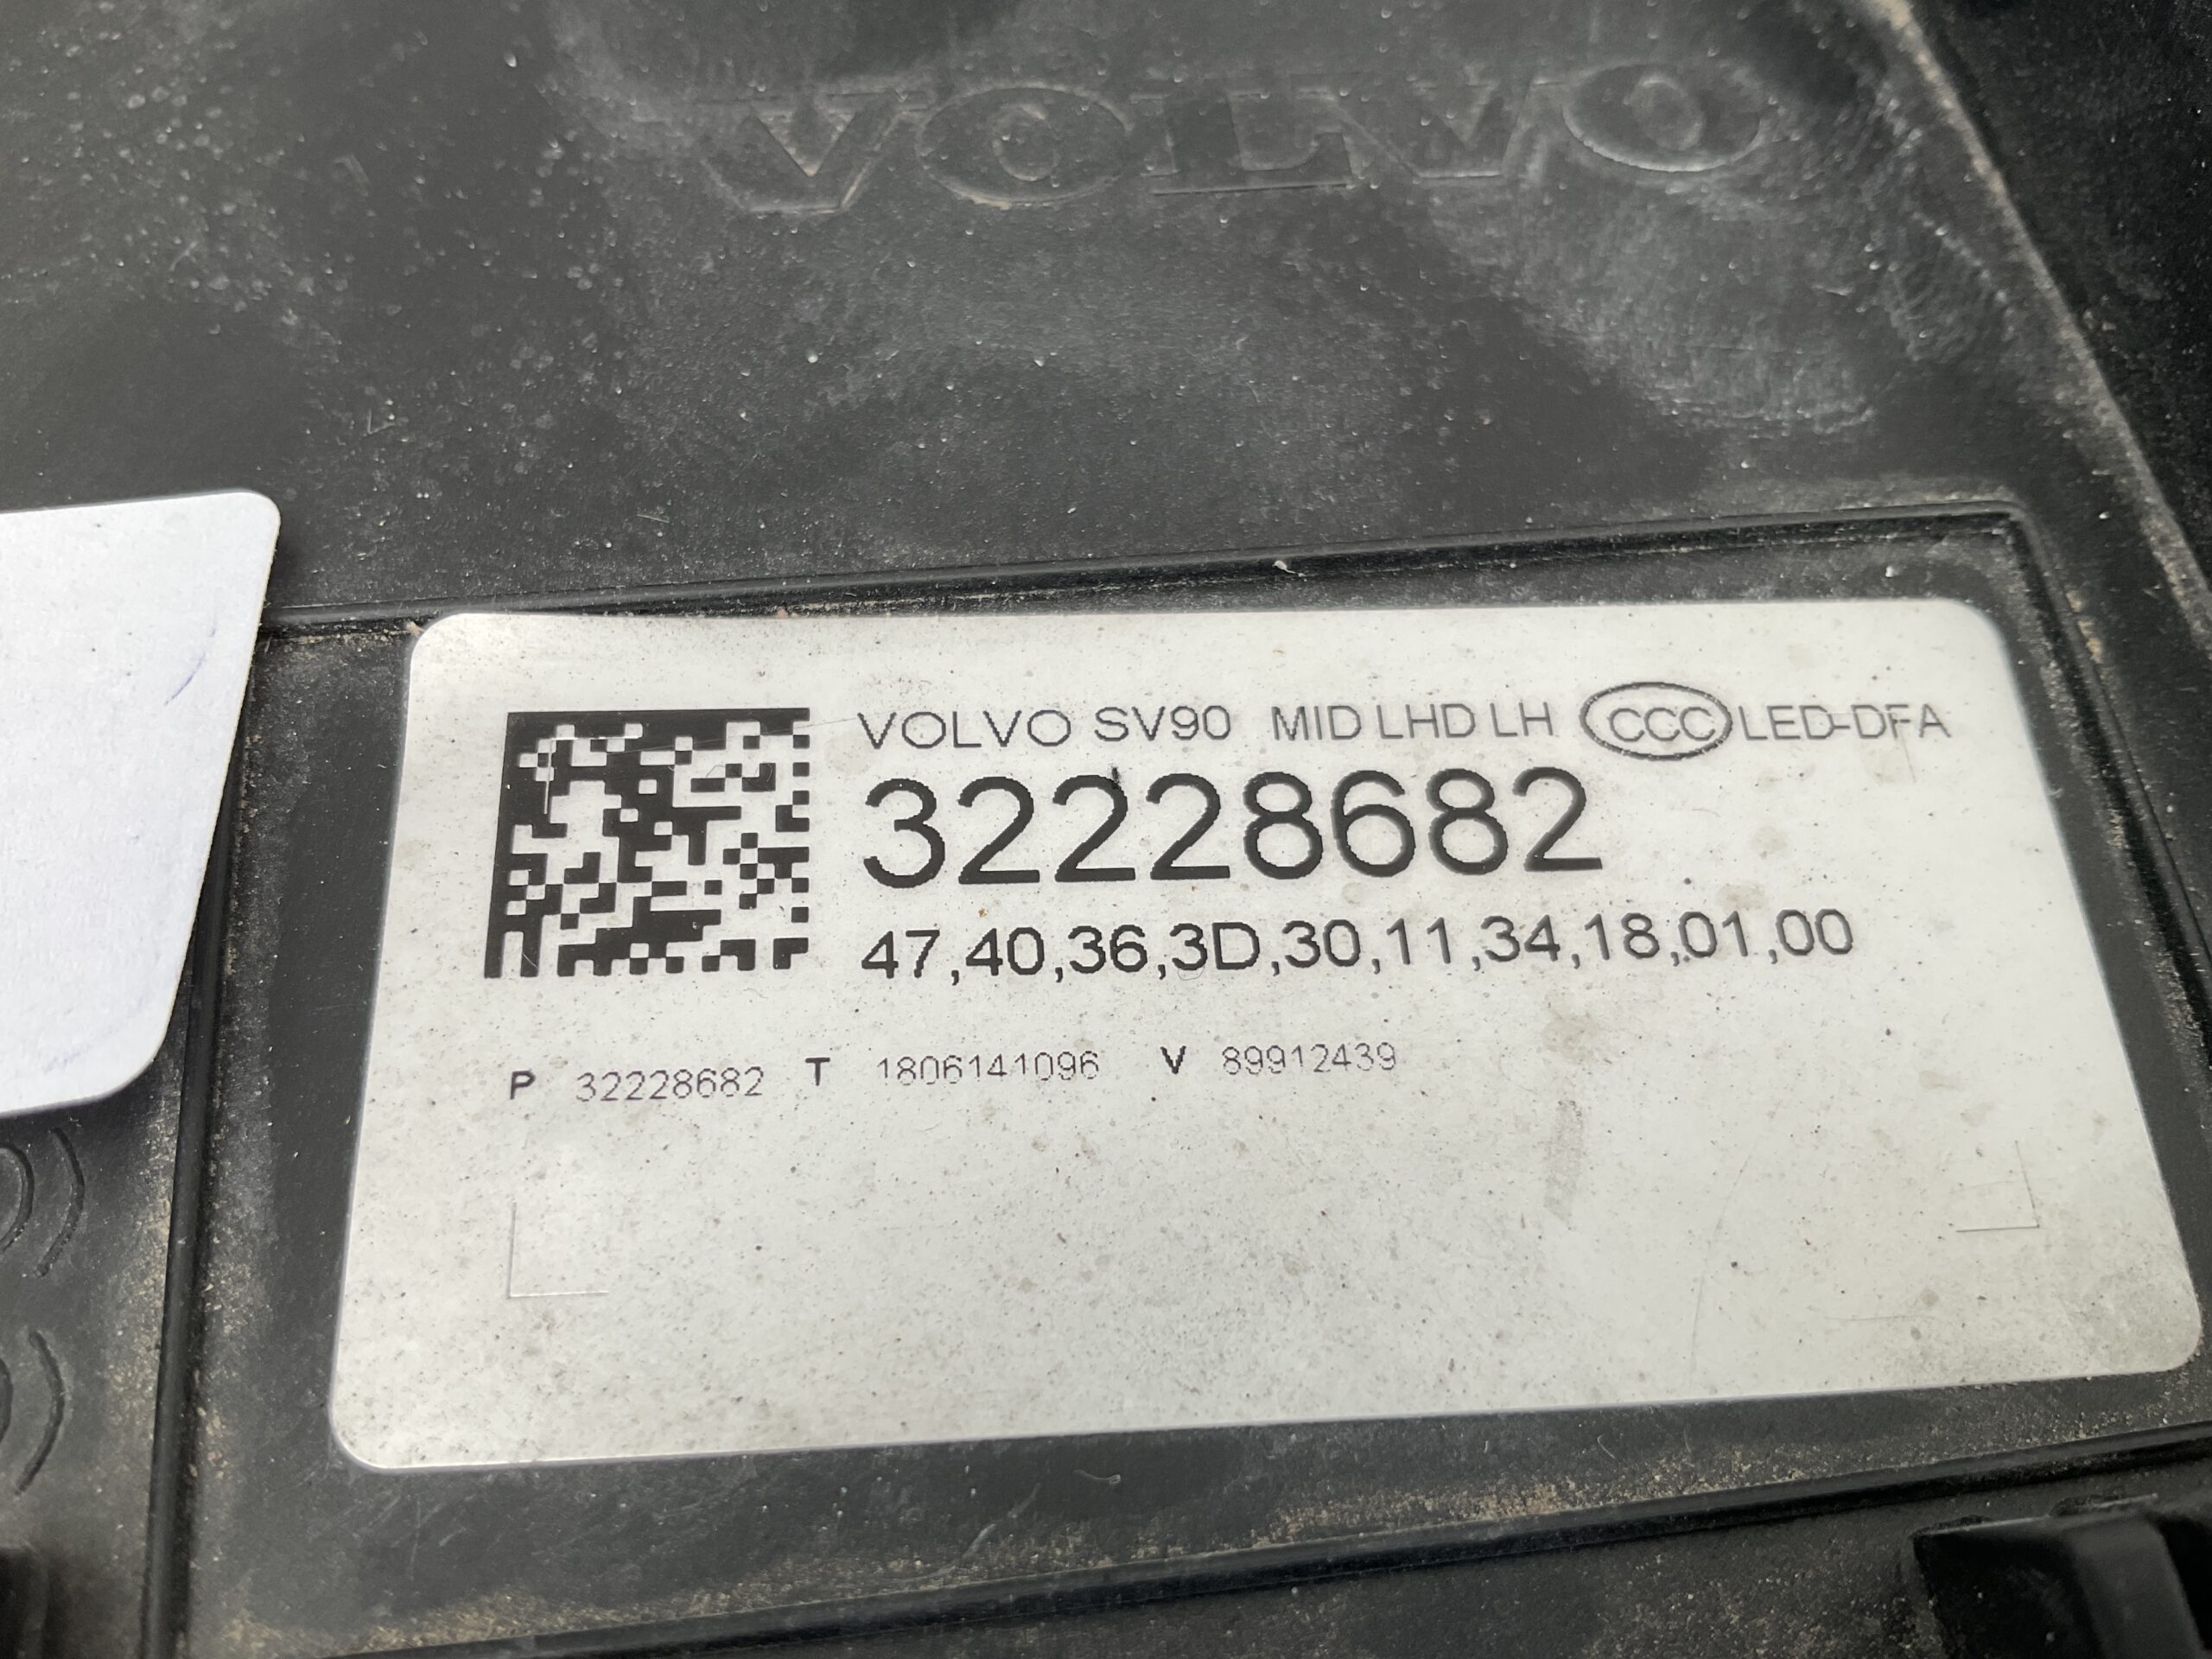 VOLVO
VOLVO SV90 MID LHD LH CCC LED-DFA
32228682
47,40,36,3D,30,11,34,18,01,00
P 32228682 T 1806141096 V 89912439